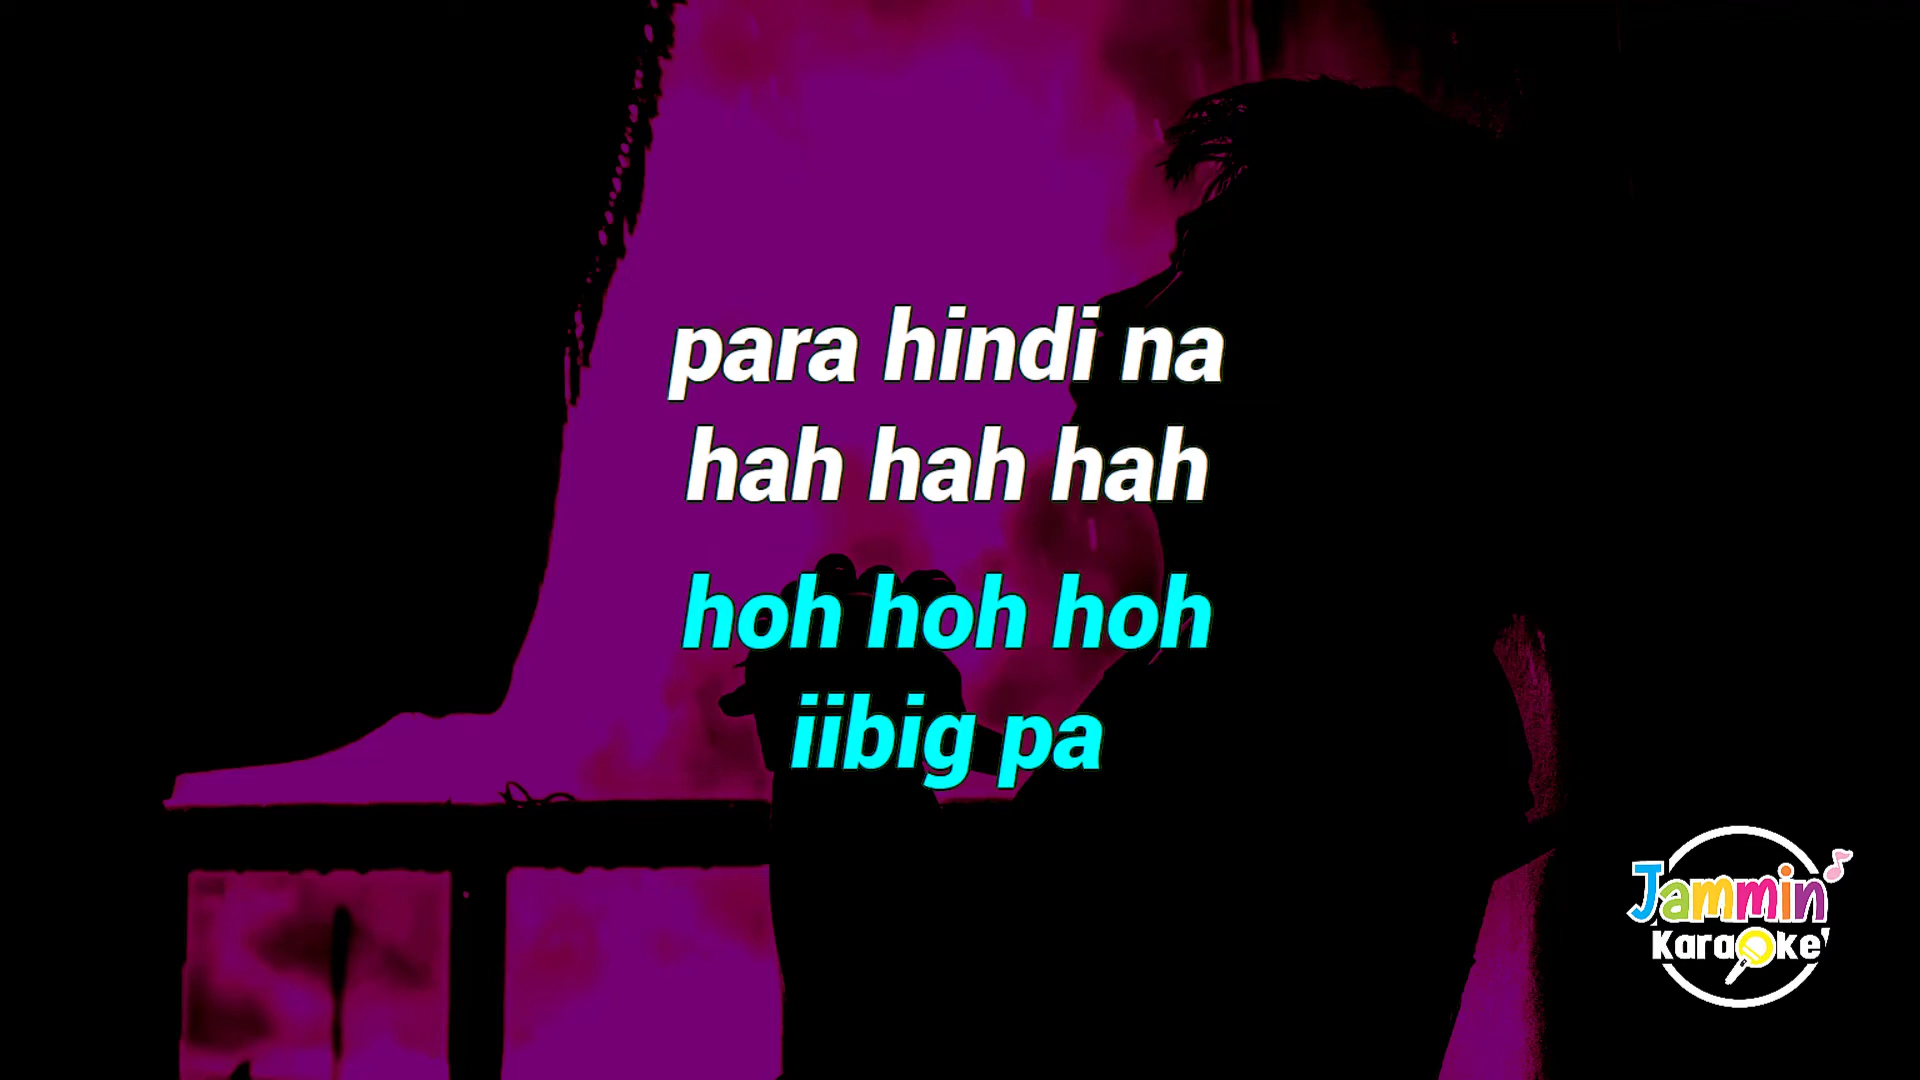 para hindi na
hah hah hah
hoh hoh hoh
iibig pa
Jammin'
Karaoke